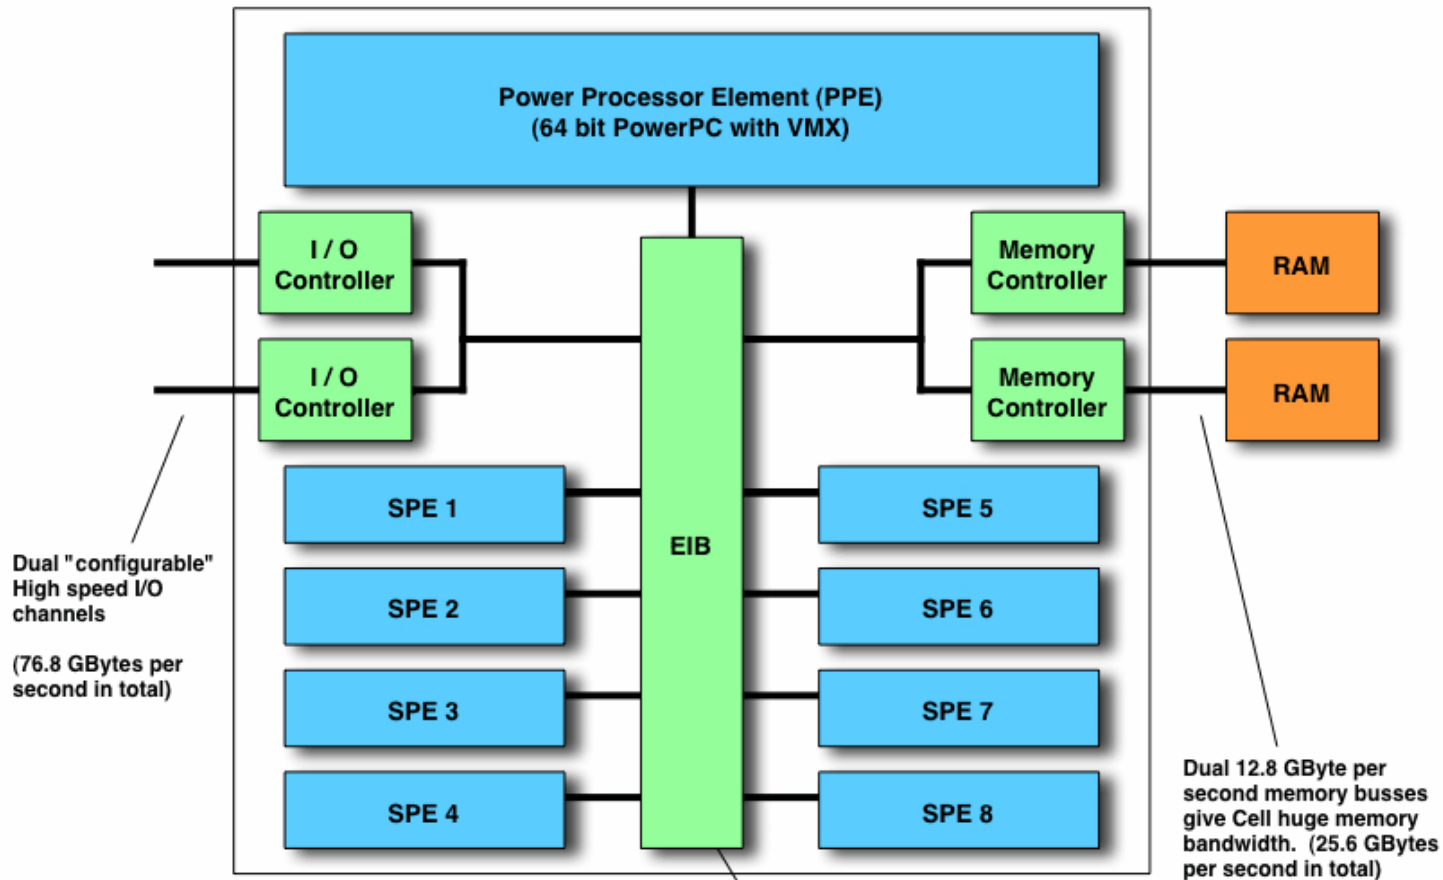 Power Processor Element (PPE)
(64 bit PowerPC with VMX)
I / O
Controller
Memory
Controller
RAM
I / O
Controller
Memory
Controller
RAM
SPE 1
SPE 5
EIB
SPE 2
SPE 6
SPE 3
SPE 7
SPE 4
SPE 8
Dual "configurable"
High speed I/O
channels
(76.8 GBytes per
second in total)
Dual 12.8 GByte per
second memory busses
give Cell huge memory
bandwidth. (25.6 GBytes
per second in total)